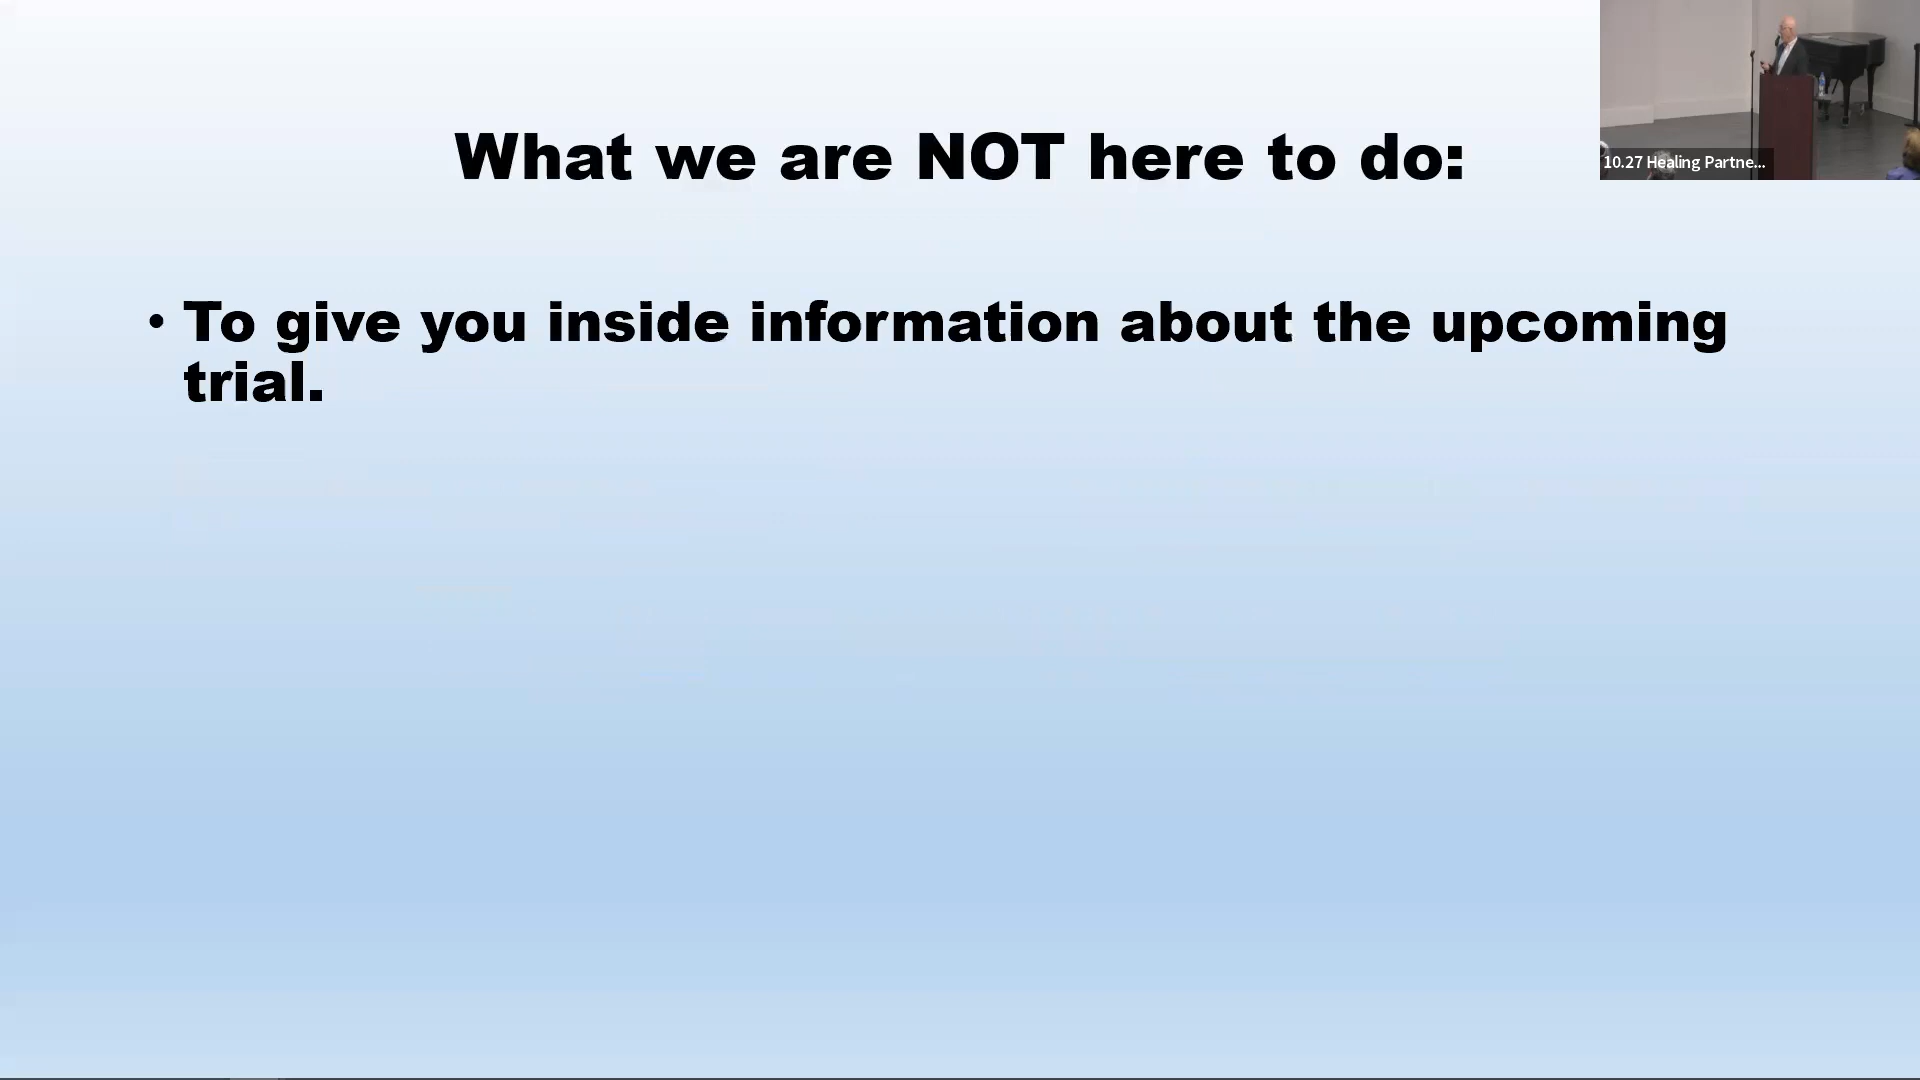 What we are NOT here to do:
• To give you inside information about the upcoming
trial.
10.27 Healing Partne...